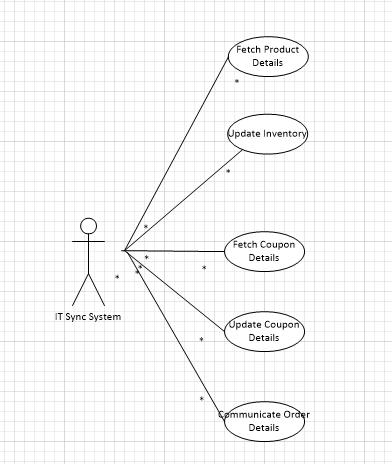 Fetch Product
Details
*
Update Inventory
*
*
Fetch Coupon
Details
*
*
*
*
*
IT Sync System
Update Coupon
Details
*
*
Communicate Order
Details